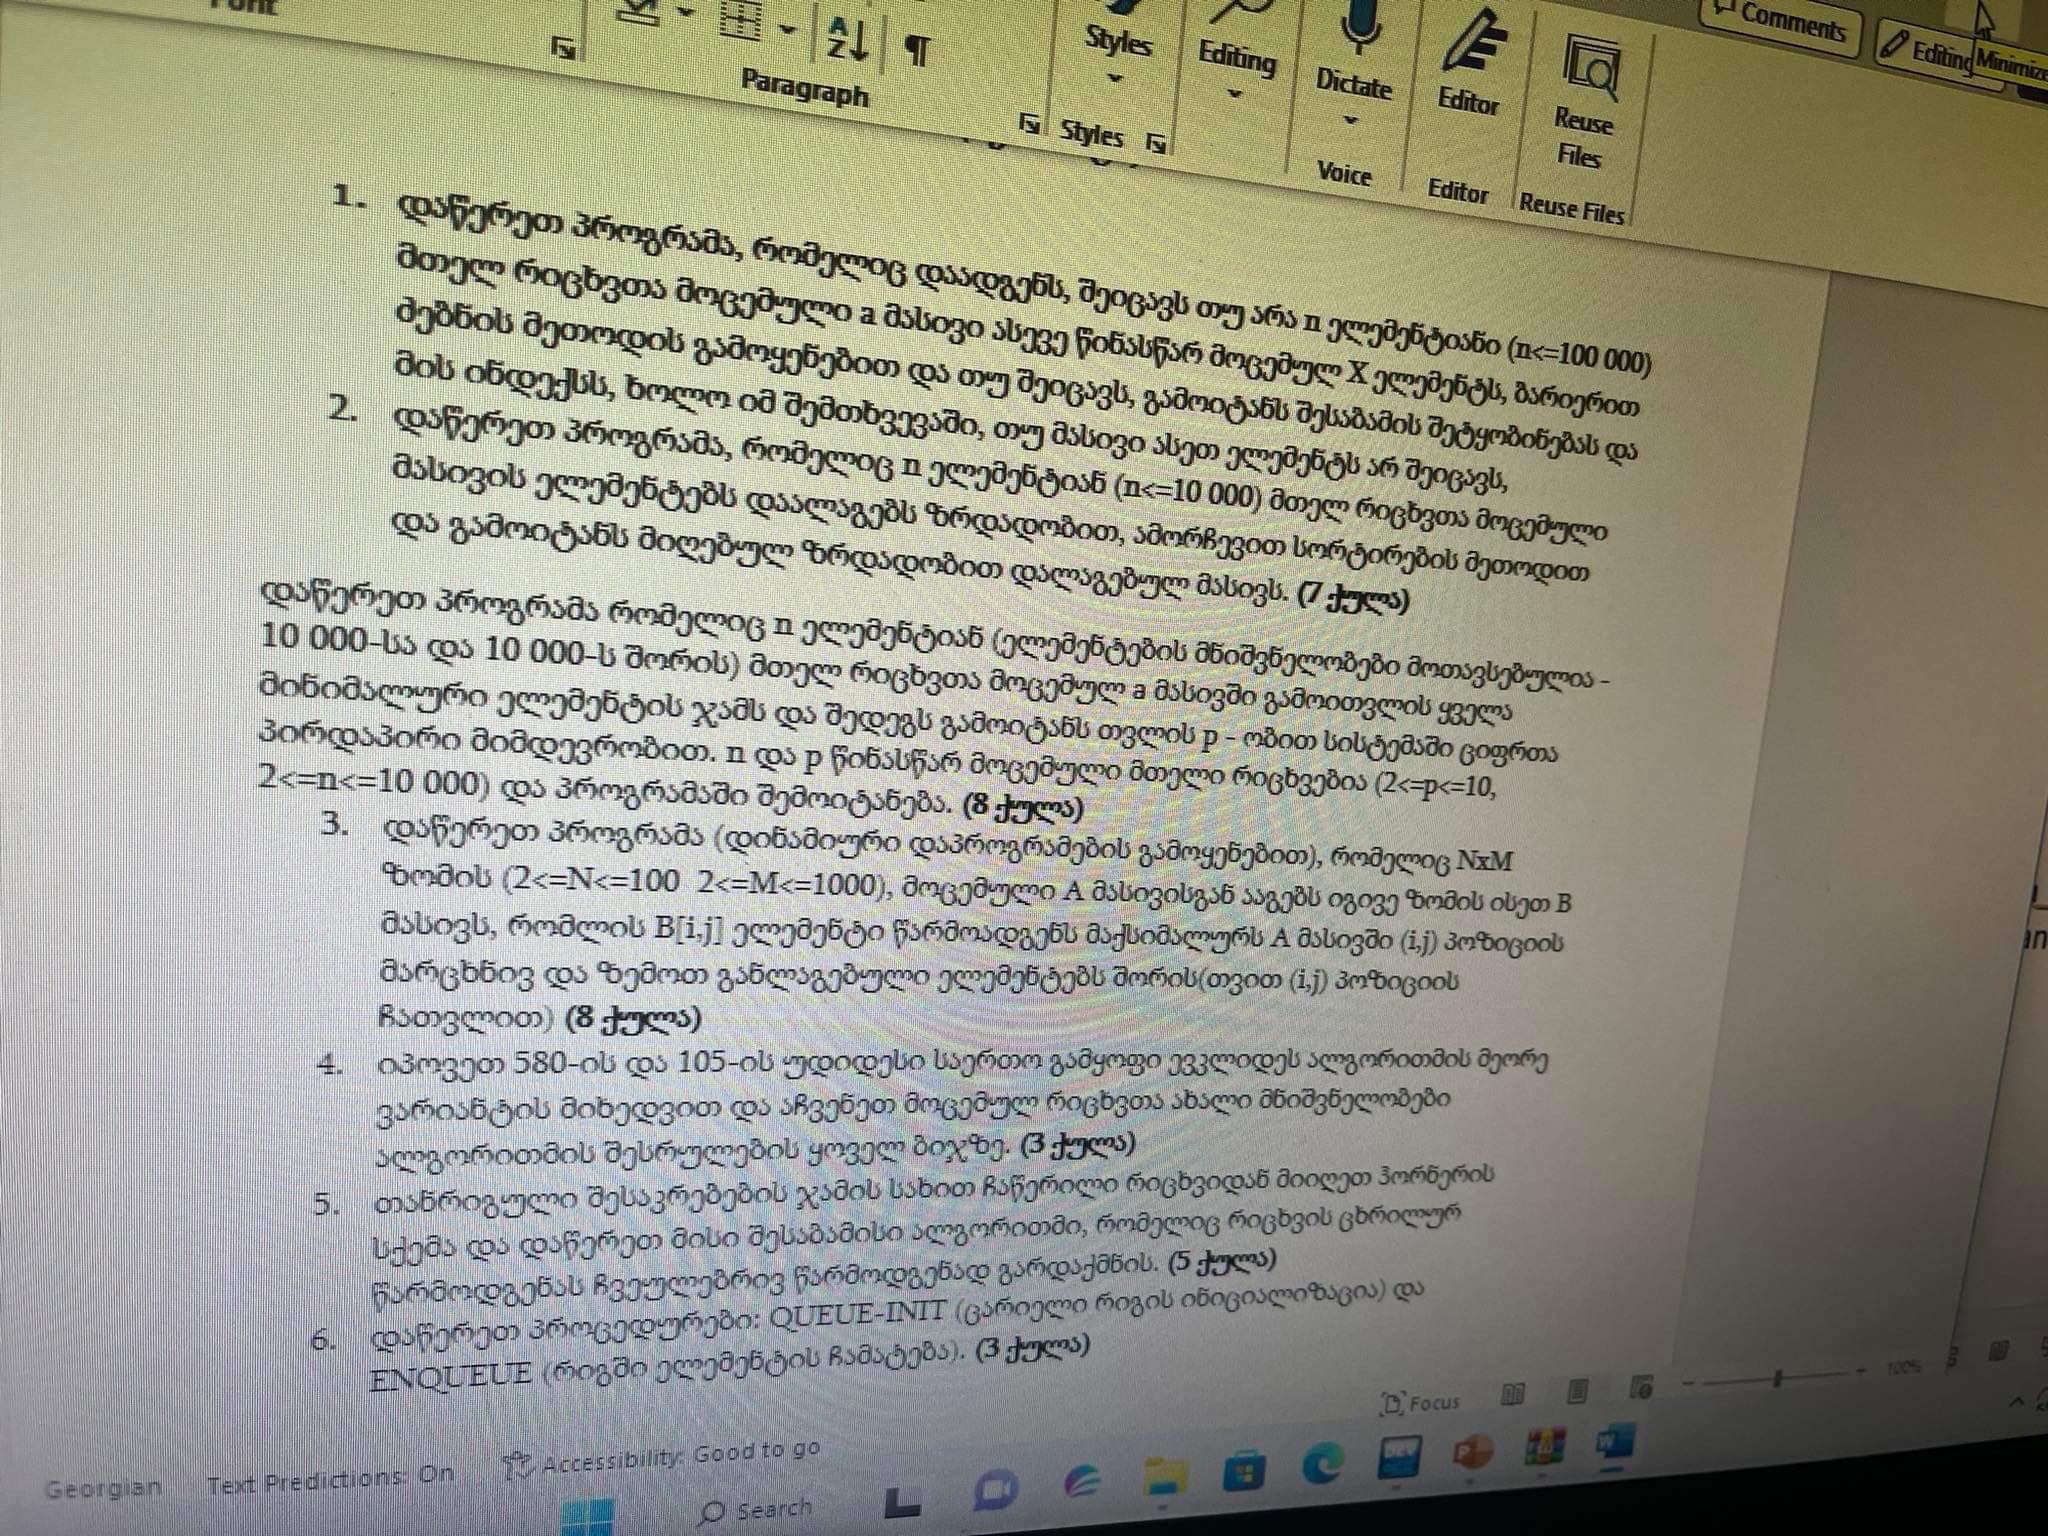 Font
Paragraph
Styles
Styles
Editing
Dictate
Voice
Editor
Editor
Reuse
Files
Reuse Files
Comments
Editing
Minimize
1. დაწერეთ პროგრამა, რომელიც დაადგენს, შეიცავს თუ არა n ელემენტიანი (n<=100 000)
მთელ რიცხვთა მოცემული a მასივი ასევე წინასწარ მოცემულ X ელემენტს, ბარიერით
ძებნის მეთოდის გამოყენებით და თუ შეიცავს, გამოიტანს შესაბამის შეტყობინებას და
მის ინდექსს, ხოლო იმ შემთხვევაში, თუ მასივი ასეთ ელემენტს არ შეიცავს,
2. დაწერეთ პროგრამა, რომელიც n ელემენტიან (n<=10 000) მთელ რიცხვთა მოცემული
მასივის ელემენტებს დაალაგებს ზრდადობით, ამორჩევით სორტირების მეთოდით
და გამოიტანს მიღებულ ზრდადობით დალაგებულ მასივს. (7 ქულა)
დაწერეთ პროგრამა რომელიც n ელემენტიან (ელემენტების მნიშვნელობები მოთავსებულია -
10 000-სა და 10 000-ს შორის) მთელ რიცხვთა მოცემულ a მასივში გამოითვლის ყველა
მინიმალური ელემენტის ჯამს და შედეგს გამოიტანს თვლის p - ობით სისტემაში ციფრთა
პირდაპირი მიმდევრობით. n და p წინასწარ მოცემული მთელი რიცხვებია (2<=p<=10,
2<=n<=10 000) და პროგრამაში შემოიტანება. (8 ქულა)
3. დაწერეთ პროგრამა (დინამიური დაპროგრამების გამოყენებით), რომელიც NxM
ზომის (2<=N<=100 2<=M<=1000), მოცემული A მასივისგან ააგებს იგივე ზომის ისეთ B
მასივს, რომლის B[i,j] ელემენტი წარმოადგენს მაქსიმალურს A მასივში (i,j) პოზიციის
მარცხნივ და ზემოთ განლაგებული ელემენტებს შორის(თვით (i,j) პოზიციის
ჩათვლით) (8 ქულა)
4. იპოვეთ 580-ის და 105-ის უდიდესი საერთო გამყოფი ევკლიდეს ალგორითმის მეორე
ვარიანტის მიხედვით და აჩვენეთ მოცემულ რიცხვთა ახალი მნიშვნელობები
ალგორითმის შესრულების ყოველ ბიჯზე. (3 ქულა)
5. თანრიგული შესაკრებების ჯამის სახით ჩაწერილი რიცხვიდან მიიღეთ ჰორნერის
სქემა და დაწერეთ მისი შესაბამისი ალგორითმი, რომელიც რიცხვის ცხრილურ
წარმოდგენას ჩვეულებრივ წარმოდგენად გარდაქმნის. (5 ქულა)
6. დაწერეთ პროცედურები: QUEUE-INIT (ცარიელი რიგის ინიციალიზაცია) და
ENQUEUE (რიგში ელემენტის ჩამატება). (3 ქულა)
Focus
100%
Georgian
Text Predictions: On
Accessibility: Good to go
Search